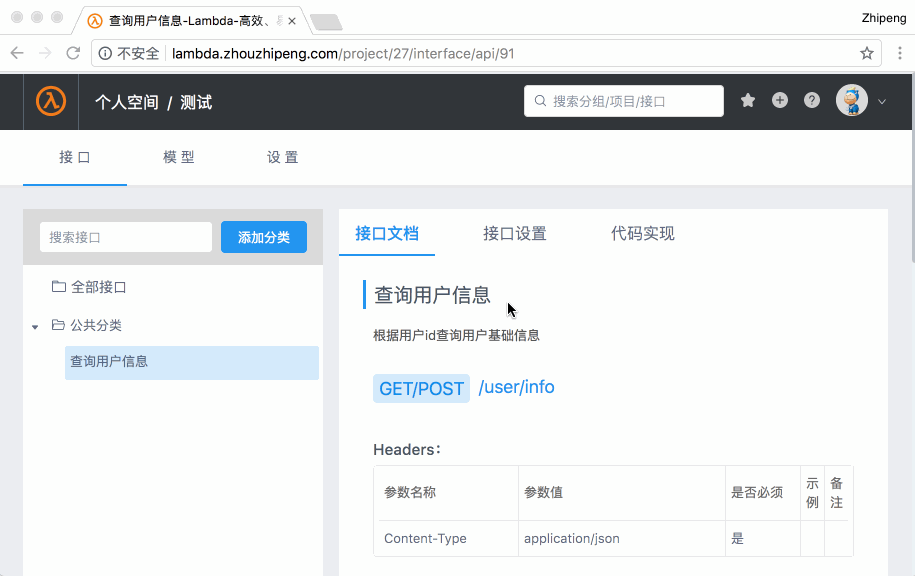 查询用户信息-Lambda-高效、
Zhipeng
不安全 lambda.zhouzhipeng.com/project/27/interface/api/91
个人空间 / 测试
搜索分组/项目/接口
接 口 模 型 设 置
搜索接口 添加分类
接口文档 接口设置 代码实现
全部接口
公共分类
查询用户信息
查询用户信息
根据用户id查询用户基础信息
GET/POST /user/info
Headers：
参数名称 参数值 是否必须 示例 备注
Content-Type application/json 是